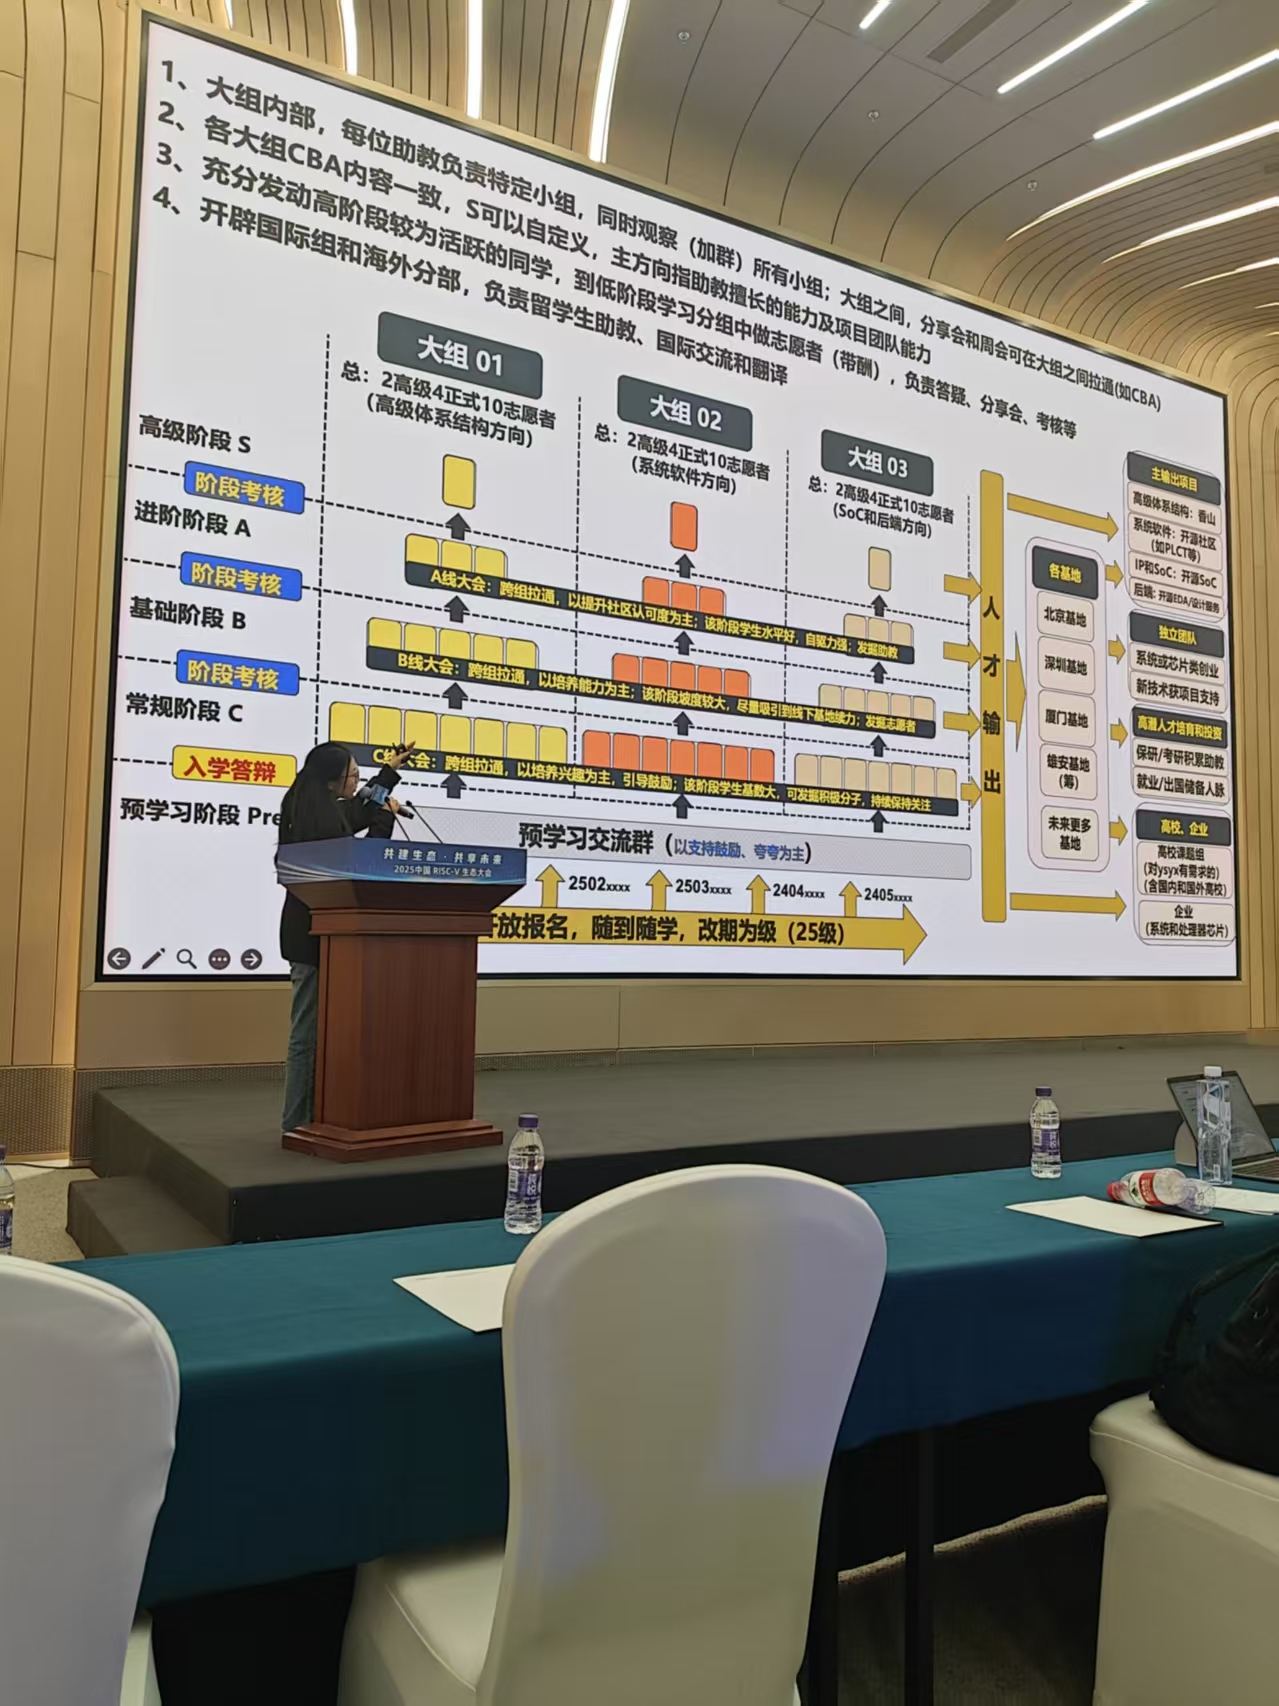 1、大组内部，每位助教负责特定小组，同时观察（加群）所有小组；大组之间，分享会和周会可在大组之间拉通(如CBA)
2、各大组CBA内容一致，S可以自定义，主方向指助教擅长的能力及项目团队能力
3、充分发动高阶段较为活跃的同学，到低阶段学习分组中做志愿者（带酬），负责答疑、分享会、考核等
4、开辟国际组和海外分部，负责留学生助教、国际交流和翻译
大组 01
总：2高级4正式10志愿者
（高级体系结构方向）
大组 02
总：2高级4正式10志愿者
（系统软件方向）
大组 03
总：2高级4正式10志愿者
（SoC和后端方向）
高级阶段 S
阶段考核
进阶阶段 A
A线大会：跨组拉通，以提升社区认可度为主；该阶段学生水平好，自驱力强；发掘助教
阶段考核
基础阶段 B
B线大会：跨组拉通，以培养能力为主；该阶段坡度较大，尽量吸引到线下基地续力；发掘志愿者
阶段考核
常规阶段 C
C线大会：跨组拉通，以培养兴趣为主，引导鼓励；该阶段学生基数大，可发掘积极分子，持续保持关注
入学答辩
预学习阶段 Pre
预学习交流群（以支持鼓励、夸夸为主）
2502xxxx
2503xxxx
2404xxxx
2405xxxx
开放报名，随到随学，改期为级（25级）
人才输出
各基地
北京基地
深圳基地
厦门基地
雄安基地
（筹）
未来更多
基地
主输出项目
高级体系结构：香山
系统软件：开源社区
（如PLCT等）
IP和SoC：开源SoC
后端：开源EDA/设计服务
独立团队
系统或芯片类创业
新技术获项目支持
高潜人才培育和投资
保研/考研积累助教
就业/出国储备人脉
高校、企业
高校课题组
（对ysyx有需求的）
（含国内和国外高校）
企业
（系统和处理器芯片）
共建生态·共享未来
2025中国 RISC-V 生态大会